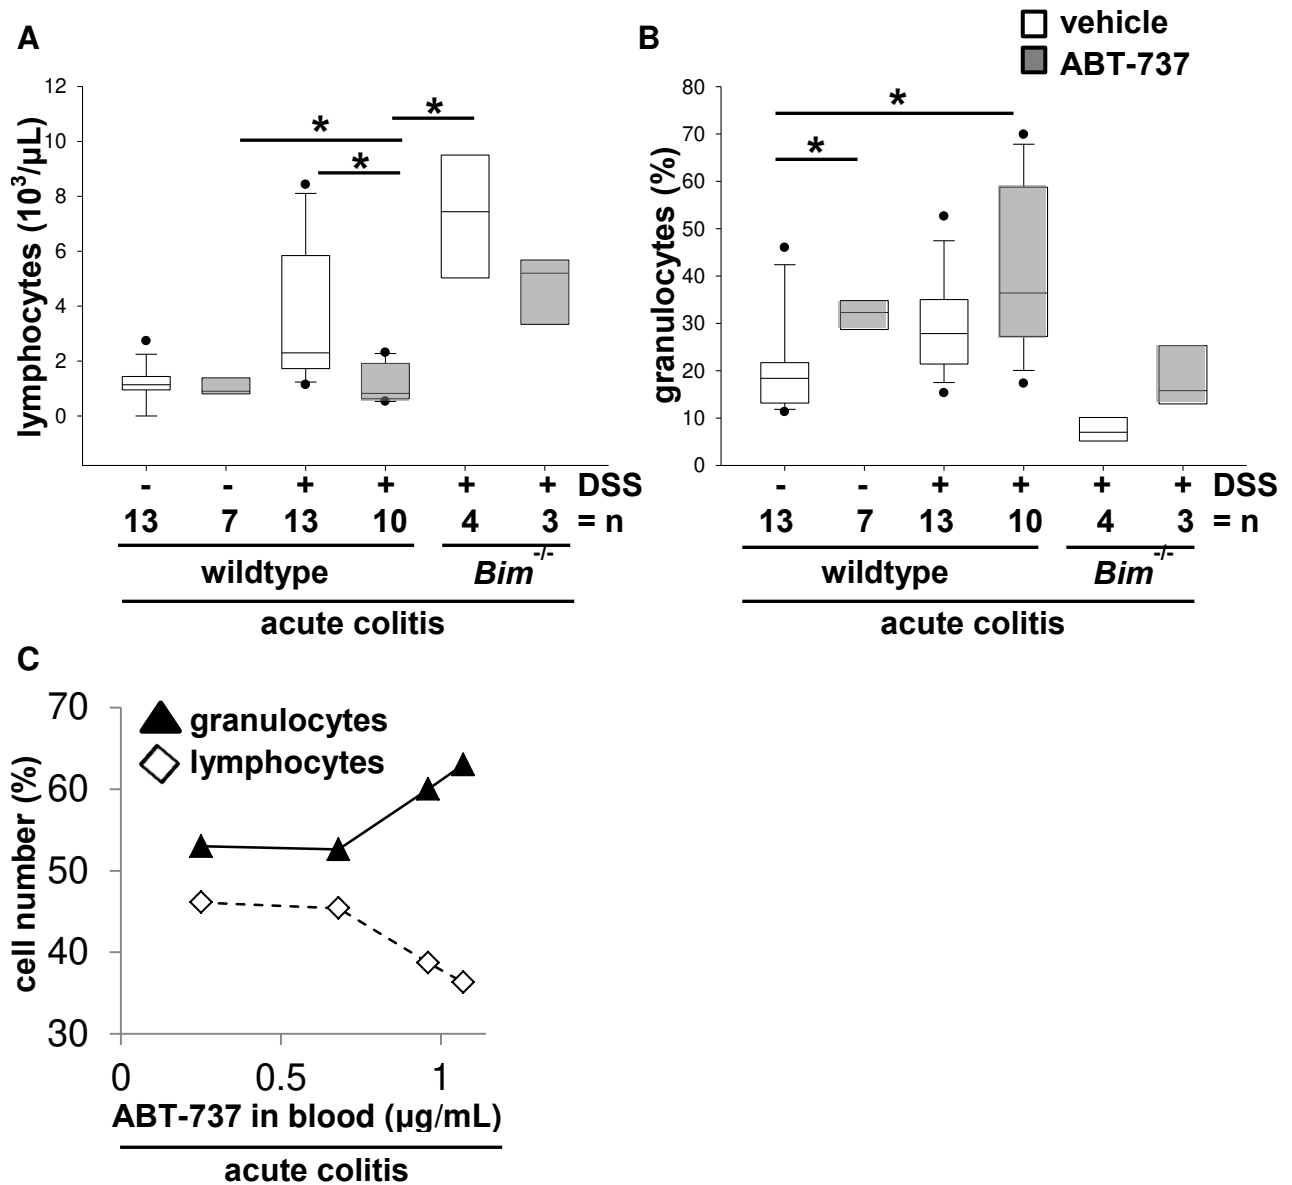 A
B
vehicle
ABT-737
lymphocytes (10³/µL)
12
10
8
6
4
2
0
*
*
*
- - + + + + DSS
13 7 13 10 4 3 = n
wildtype Bim-/-
acute colitis
granulocytes (%)
80
70
60
50
40
30
20
10
0
*
*
- - + + + + DSS
13 7 13 10 4 3 = n
wildtype Bim-/-
acute colitis
C
granulocytes
lymphocytes
cell number (%)
70
60
50
40
30
0 0.5 1
ABT-737 in blood (µg/mL)
acute colitis